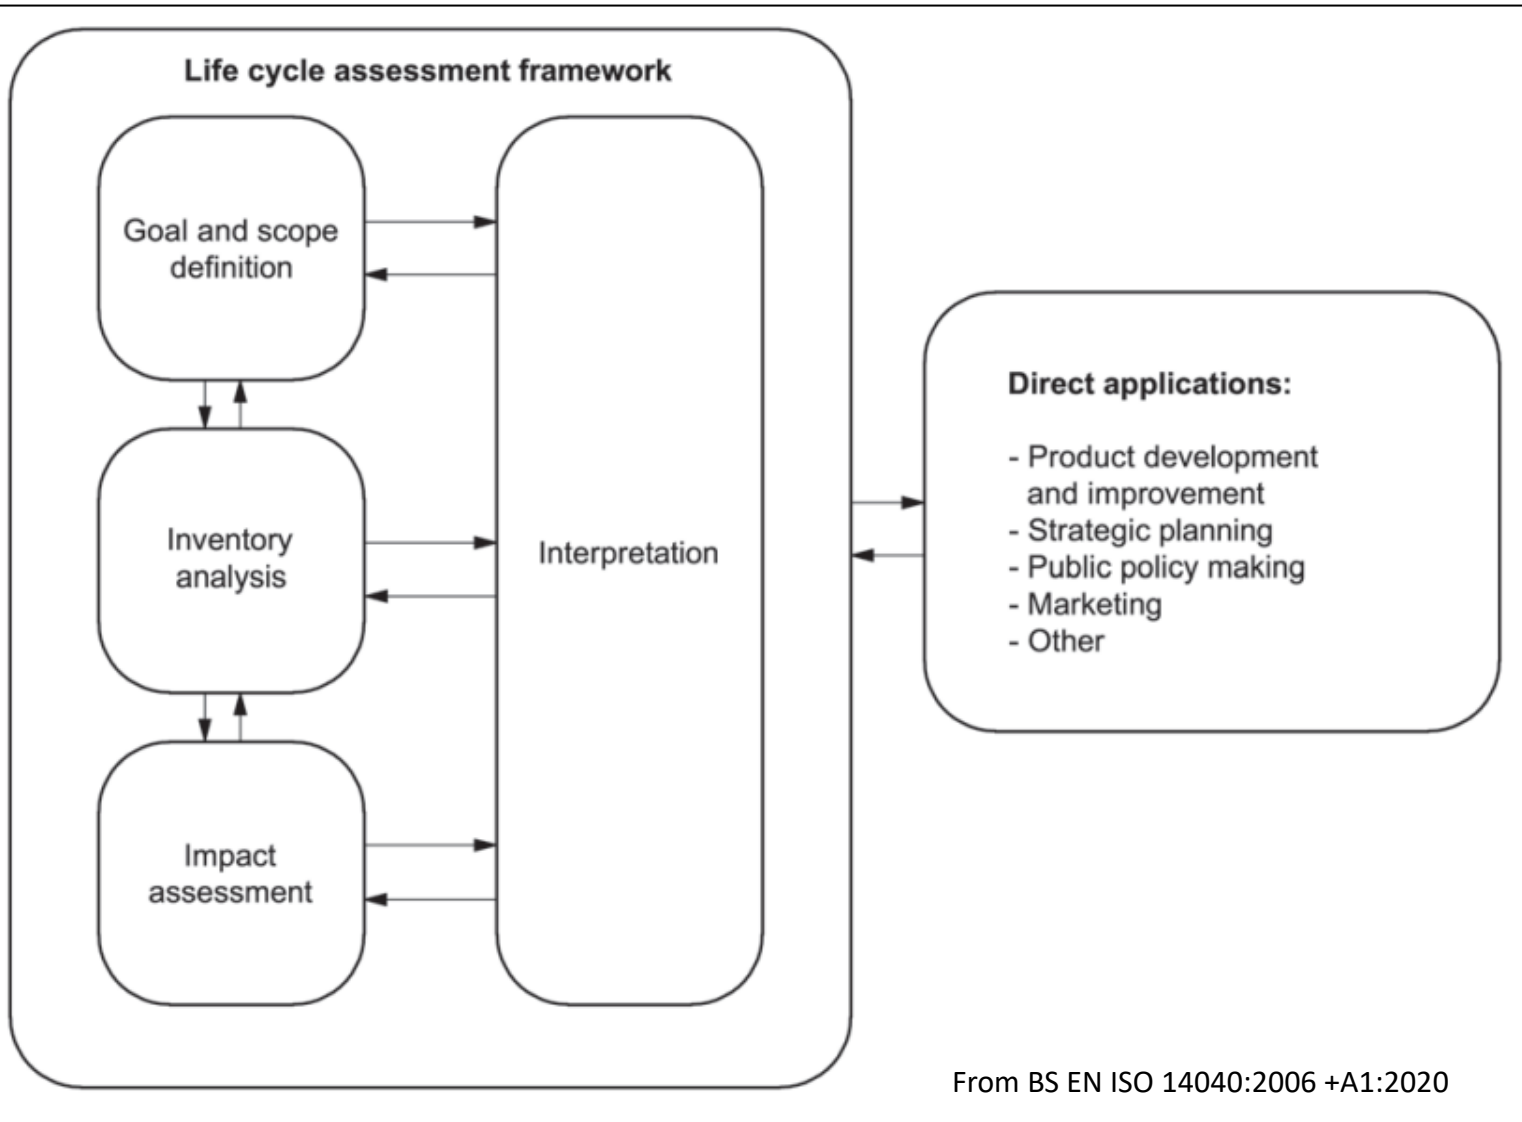 Life cycle assessment framework
Goal and scope
definition
Inventory
analysis
Impact
assessment
Interpretation
Direct applications:
- Product development
and improvement
- Strategic planning
- Public policy making
- Marketing
- Other
From BS EN ISO 14040:2006 +A1:2020